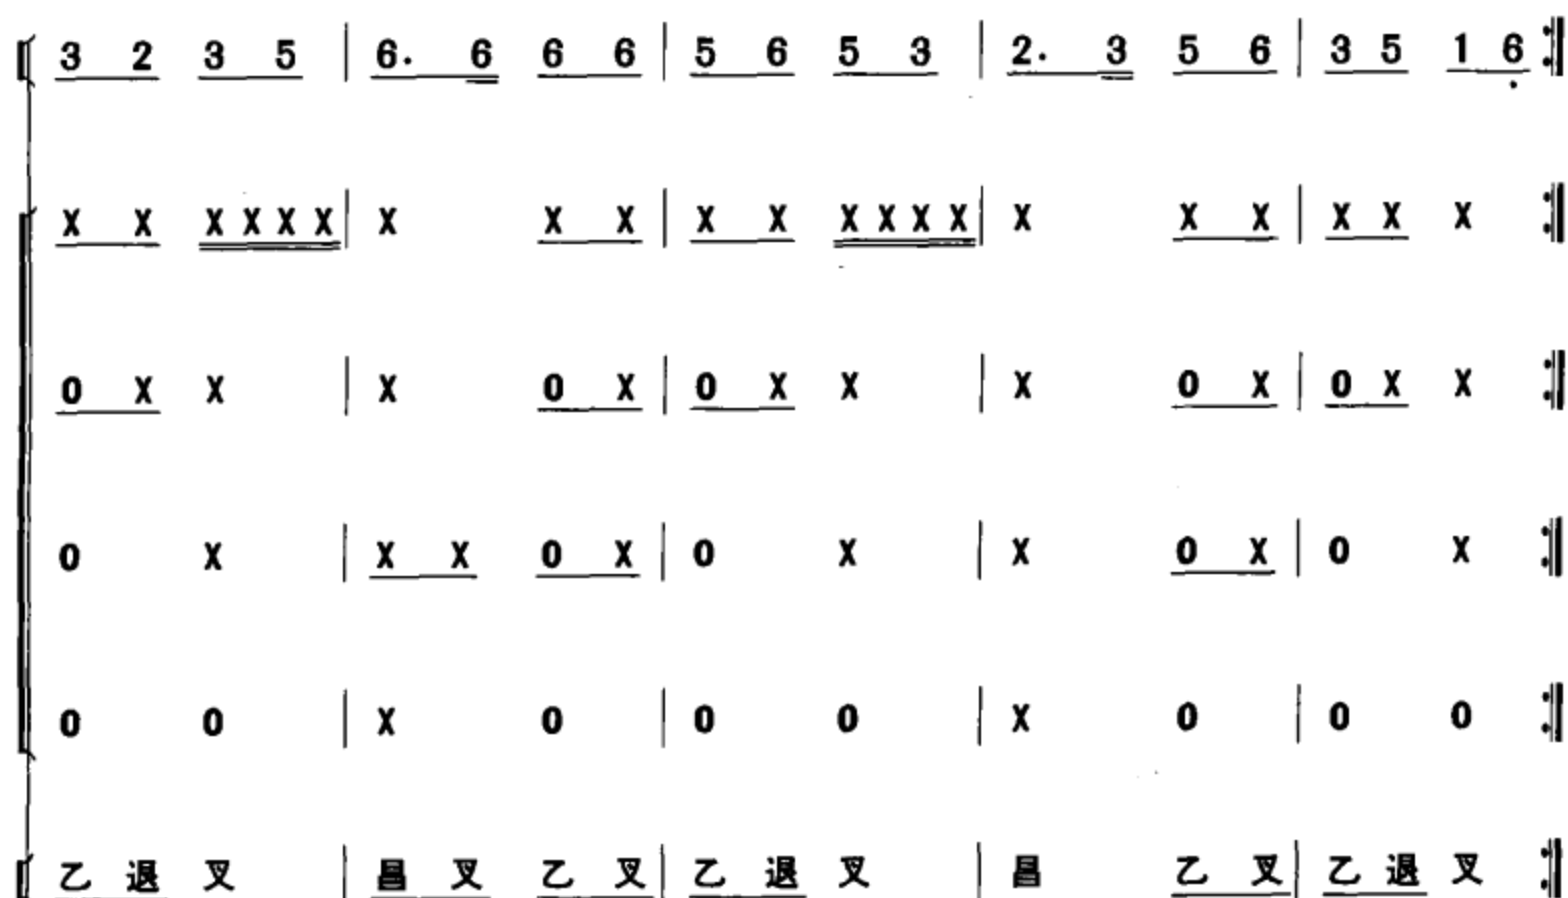 3 2 3 5 | 6. 6 6 6 | 5 6 5 3 | 2. 3 5 6 | 3 5 1 6̣ :‖
X X X X X X | X X X | X X X X X X | X X X | X X X :‖
0 X X | X 0 X | 0 X X | X 0 X | 0 X X :‖
0 X | X X 0 X | 0 X | X 0 X | 0 X :‖
0 0 | X 0 | 0 0 | X 0 | 0 0 :‖
乙 退 叉 | 昌 叉 乙 叉 | 乙 退 叉 | 昌 乙 叉 | 乙 退 叉 :‖